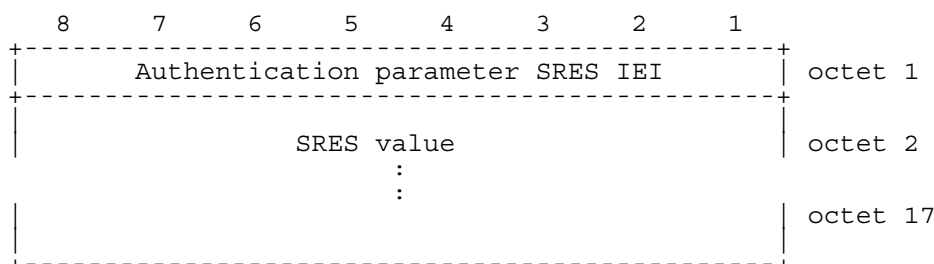 8 7 6 5 4 3 2 1
Authentication parameter SRES IEI octet 1
SRES value octet 2
:
:
octet 17